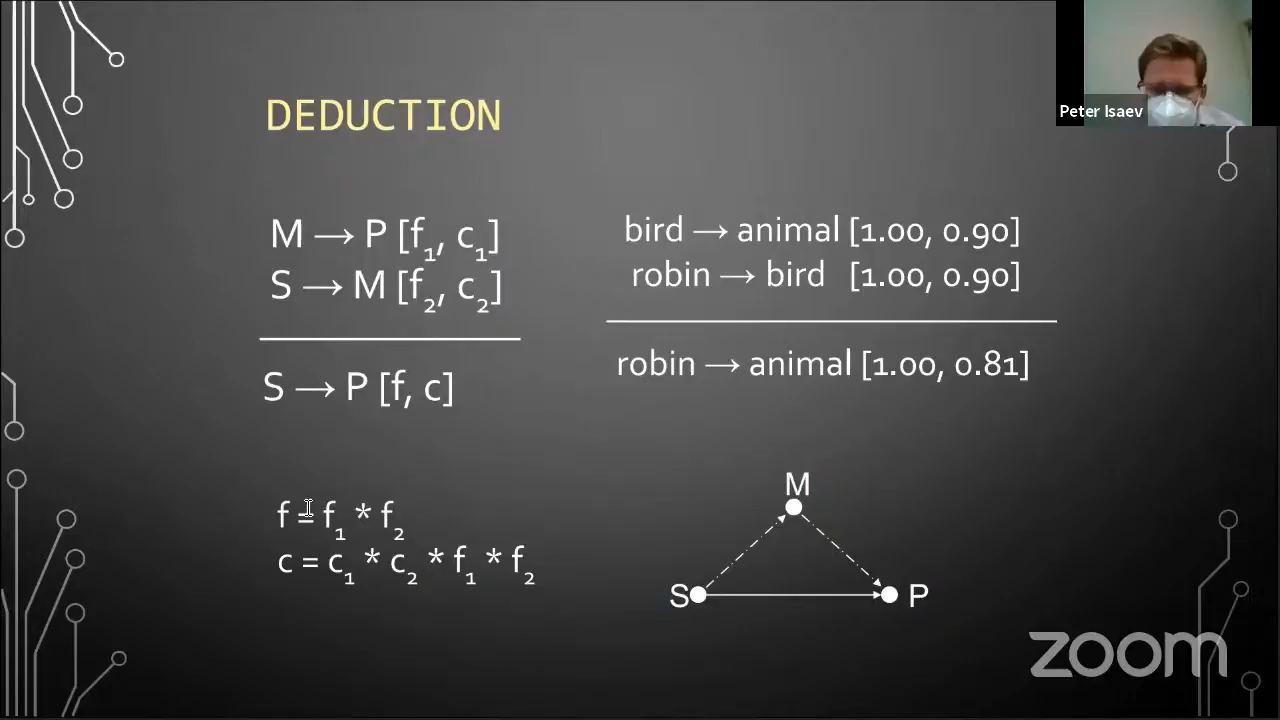 Peter Isaev
DEDUCTION
M → P [f₁, c₁]
S → M [f₂, c₂]
S → P [f, c]
bird → animal [1.00, 0.90]
robin → bird [1.00, 0.90]
robin → animal [1.00, 0.81]
f = f₁ * f₂
c = c₁ * c₂ * f₁ * f₂
M
S
P
zoom